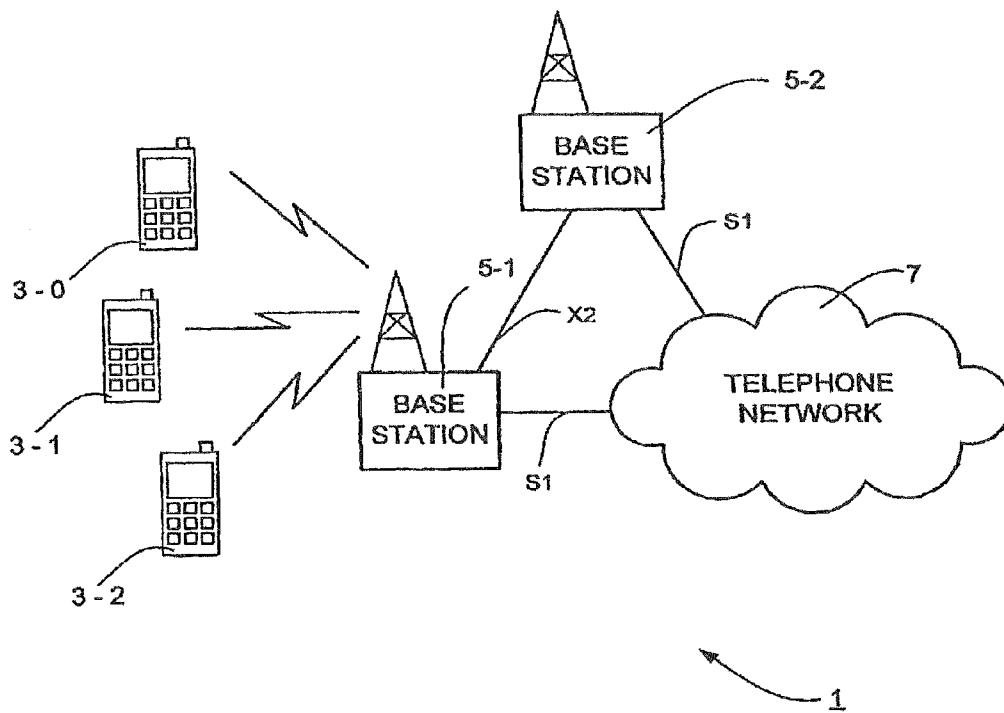 5-2
BASE
STATION
S1
3 - 0
5-1
7
X2
3 - 1
TELEPHONE
NETWORK
BASE
STATION
S1
3 - 2
1